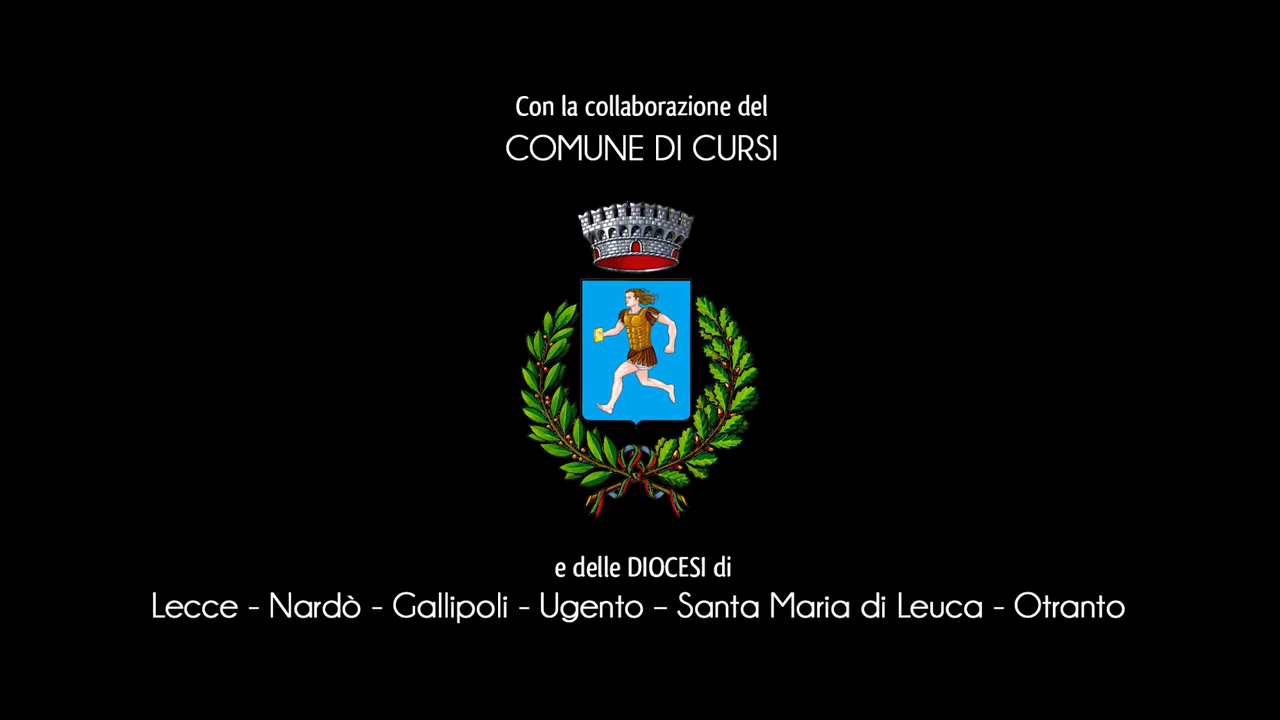 Con la collaborazione del
COMUNE DI CURSI
e delle DIOCESI di
Lecce - Nardò - Gallipoli - Ugento – Santa Maria di Leuca - Otranto